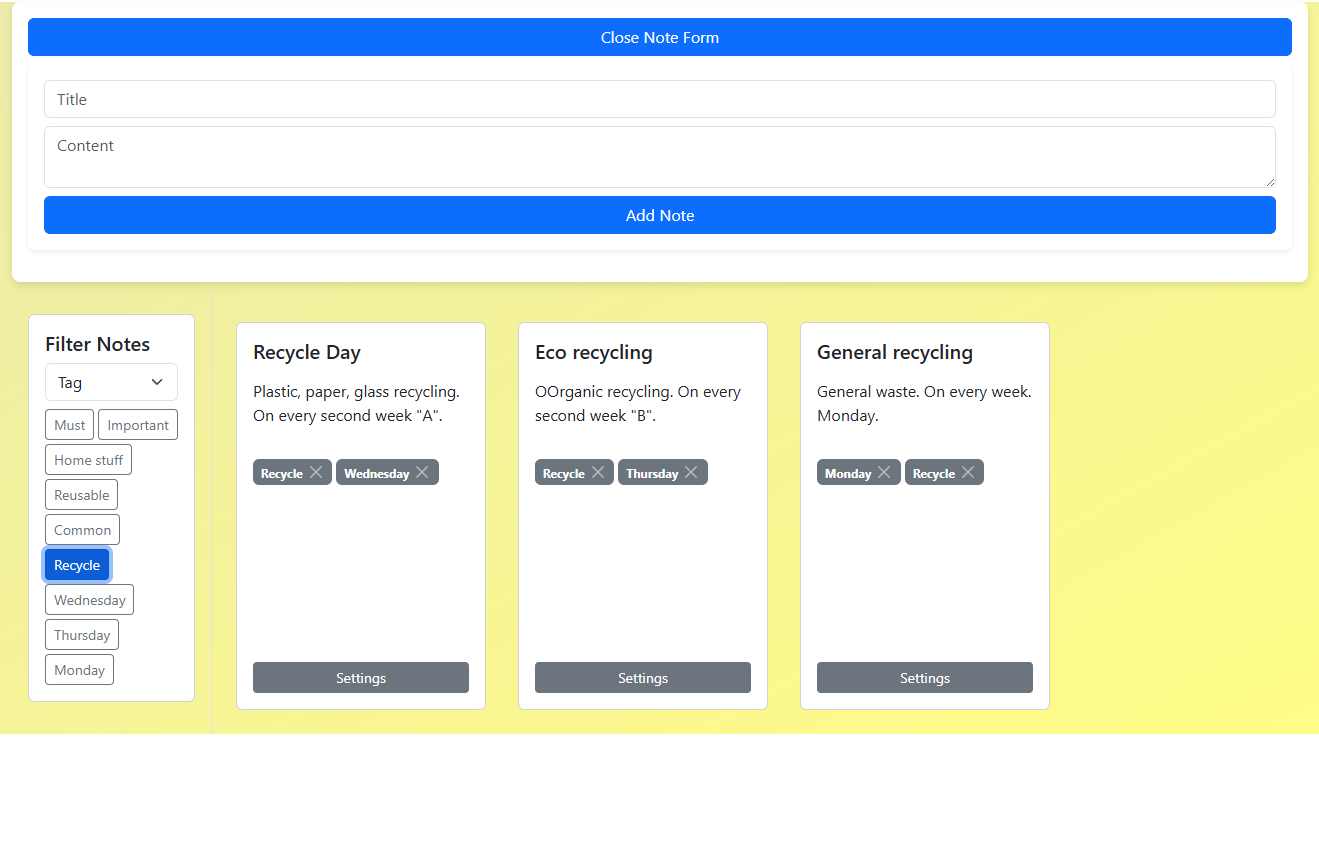 Close Note Form
Title
Content
Add Note
Filter Notes
Tag
Must Important
Home stuff
Reusable
Common
Recycle
Wednesday
Thursday
Monday
Recycle Day
Plastic, paper, glass recycling.
On every second week "A".
Recycle Wednesday
Settings
Eco recycling
OOrganic recycling. On every
second week "B".
Recycle Thursday
Settings
General recycling
General waste. On every week.
Monday.
Monday Recycle
Settings